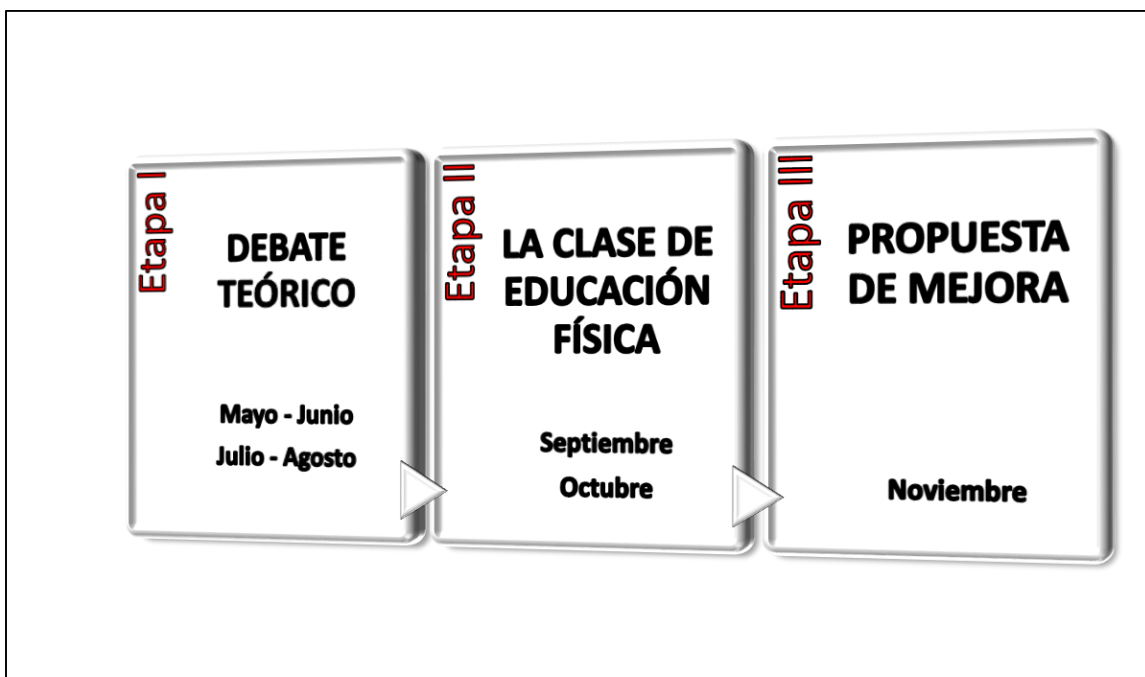 Etapa I
DEBATE
TEÓRICO
Mayo - Junio
Julio - Agosto
Etapa II
LA CLASE DE
EDUCACIÓN
FÍSICA
Septiembre
Octubre
Etapa III
PROPUESTA
DE MEJORA
Noviembre